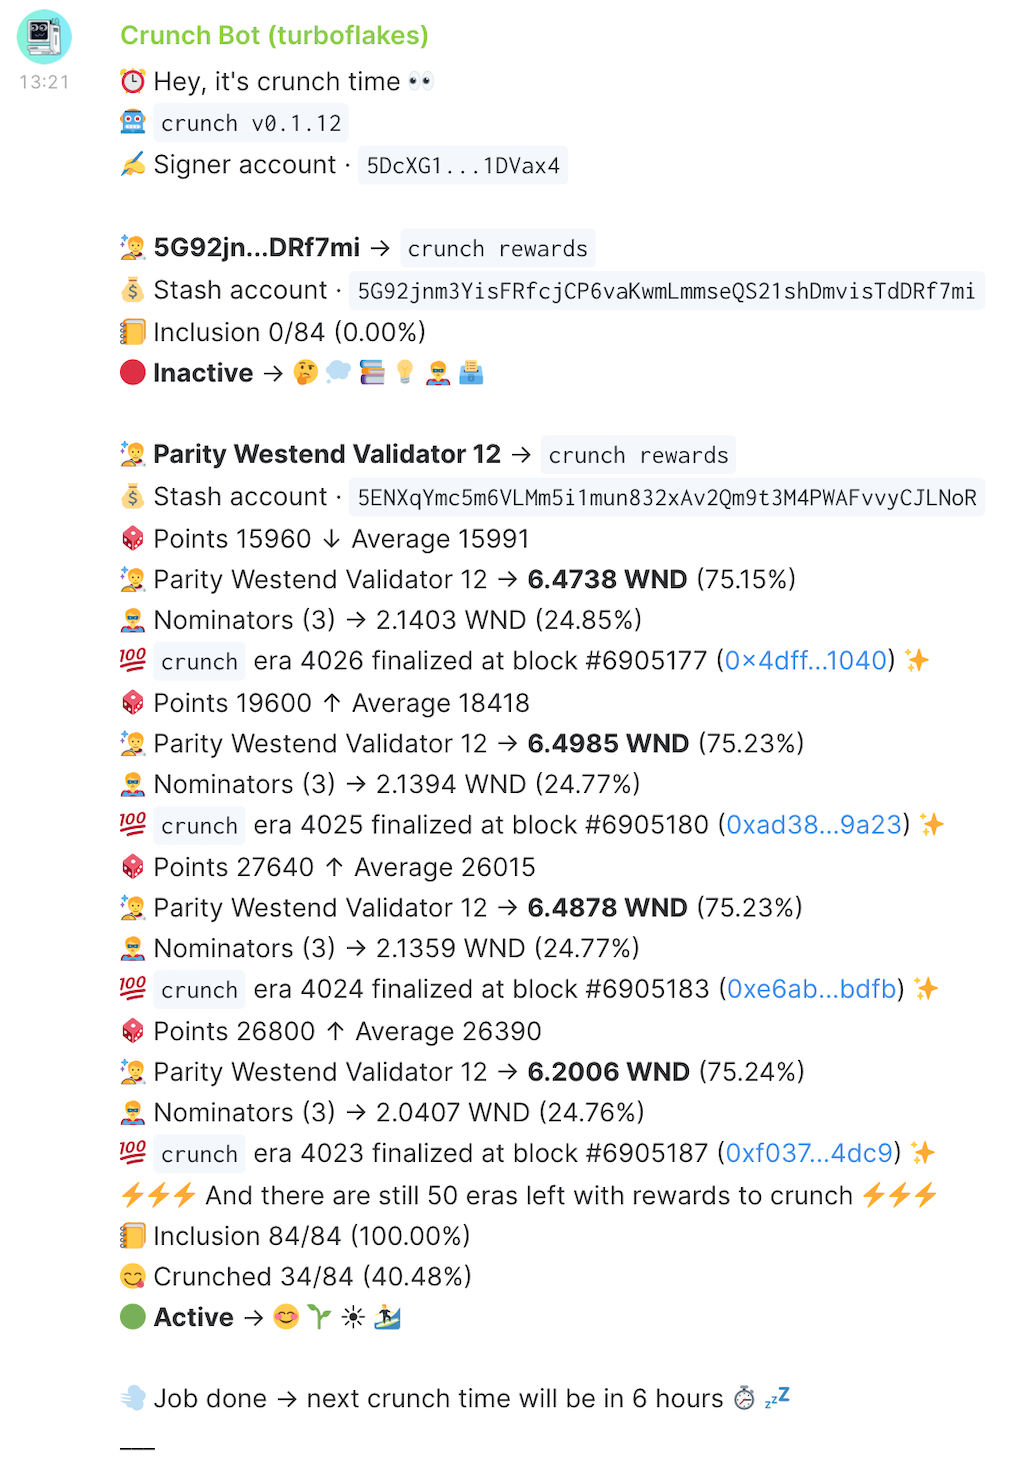 Crunch Bot (turboflakes)
13:21
⏰ Hey, it's crunch time 👀
🤖 crunch v0.1.12
✍️ Signer account · 5DcXG1...1DVax4
🧑‍🎤 5G92jn...DRf7mi → crunch rewards
💰 Stash account · 5G92jnm3YisFRfcjCP6vaKwmLmmseQS21shDmvisTdDRf7mi
📒 Inclusion 0/84 (0.00%)
🔴 Inactive → 🤔 💭 📚 💡 🦸 🗳
🧑‍🎤 Parity Westend Validator 12 → crunch rewards
💰 Stash account · 5ENXqYmc5m6VLMm5i1mun832xAv2Qm9t3M4PWAFvvyCJLNoR
🎲 Points 15960 ↓ Average 15991
🧑‍🎤 Parity Westend Validator 12 → 6.4738 WND (75.15%)
🦸 Nominators (3) → 2.1403 WND (24.85%)
💯 crunch era 4026 finalized at block #6905177 (0x4dff...1040) ✨
🎲 Points 19600 ↑ Average 18418
🧑‍🎤 Parity Westend Validator 12 → 6.4985 WND (75.23%)
🦸 Nominators (3) → 2.1394 WND (24.77%)
💯 crunch era 4025 finalized at block #6905180 (0xad38...9a23) ✨
🎲 Points 27640 ↑ Average 26015
🧑‍🎤 Parity Westend Validator 12 → 6.4878 WND (75.23%)
🦸 Nominators (3) → 2.1359 WND (24.77%)
💯 crunch era 4024 finalized at block #6905183 (0xe6ab...bdfb) ✨
🎲 Points 26800 ↑ Average 26390
🧑‍🎤 Parity Westend Validator 12 → 6.2006 WND (75.24%)
🦸 Nominators (3) → 2.0407 WND (24.76%)
💯 crunch era 4023 finalized at block #6905187 (0xf037...4dc9) ✨
⚡⚡⚡ And there are still 50 eras left with rewards to crunch ⚡⚡⚡
📒 Inclusion 84/84 (100.00%)
😋 Crunched 34/84 (40.48%)
🟢 Active → 😊 🌱 ☀ 🏄
💨 Job done → next crunch time will be in 6 hours ⏱ 💤
___